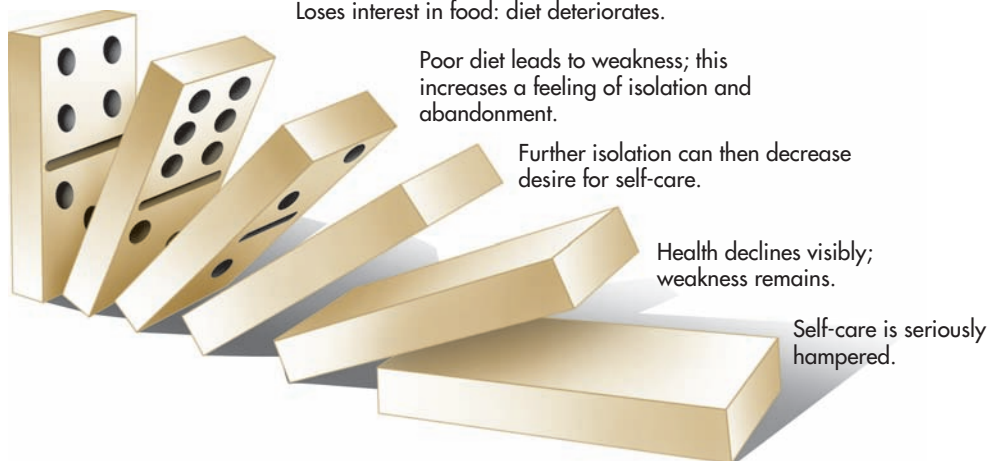 Loses interest in food: diet deteriorates.
Poor diet leads to weakness; this
increases a feeling of isolation and
abandonment.
Further isolation can then decrease
desire for self-care.
Health declines visibly;
weakness remains.
Self-care is seriously
hampered.